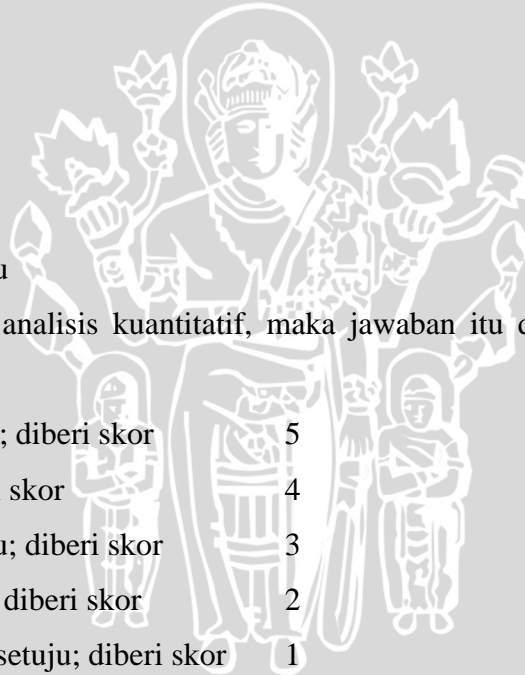 u
analisis kuantitatif, maka jawaban itu d
; diberi skor 5
skor 4
u; diberi skor 3
diberi skor 2
setuju; diberi skor 1